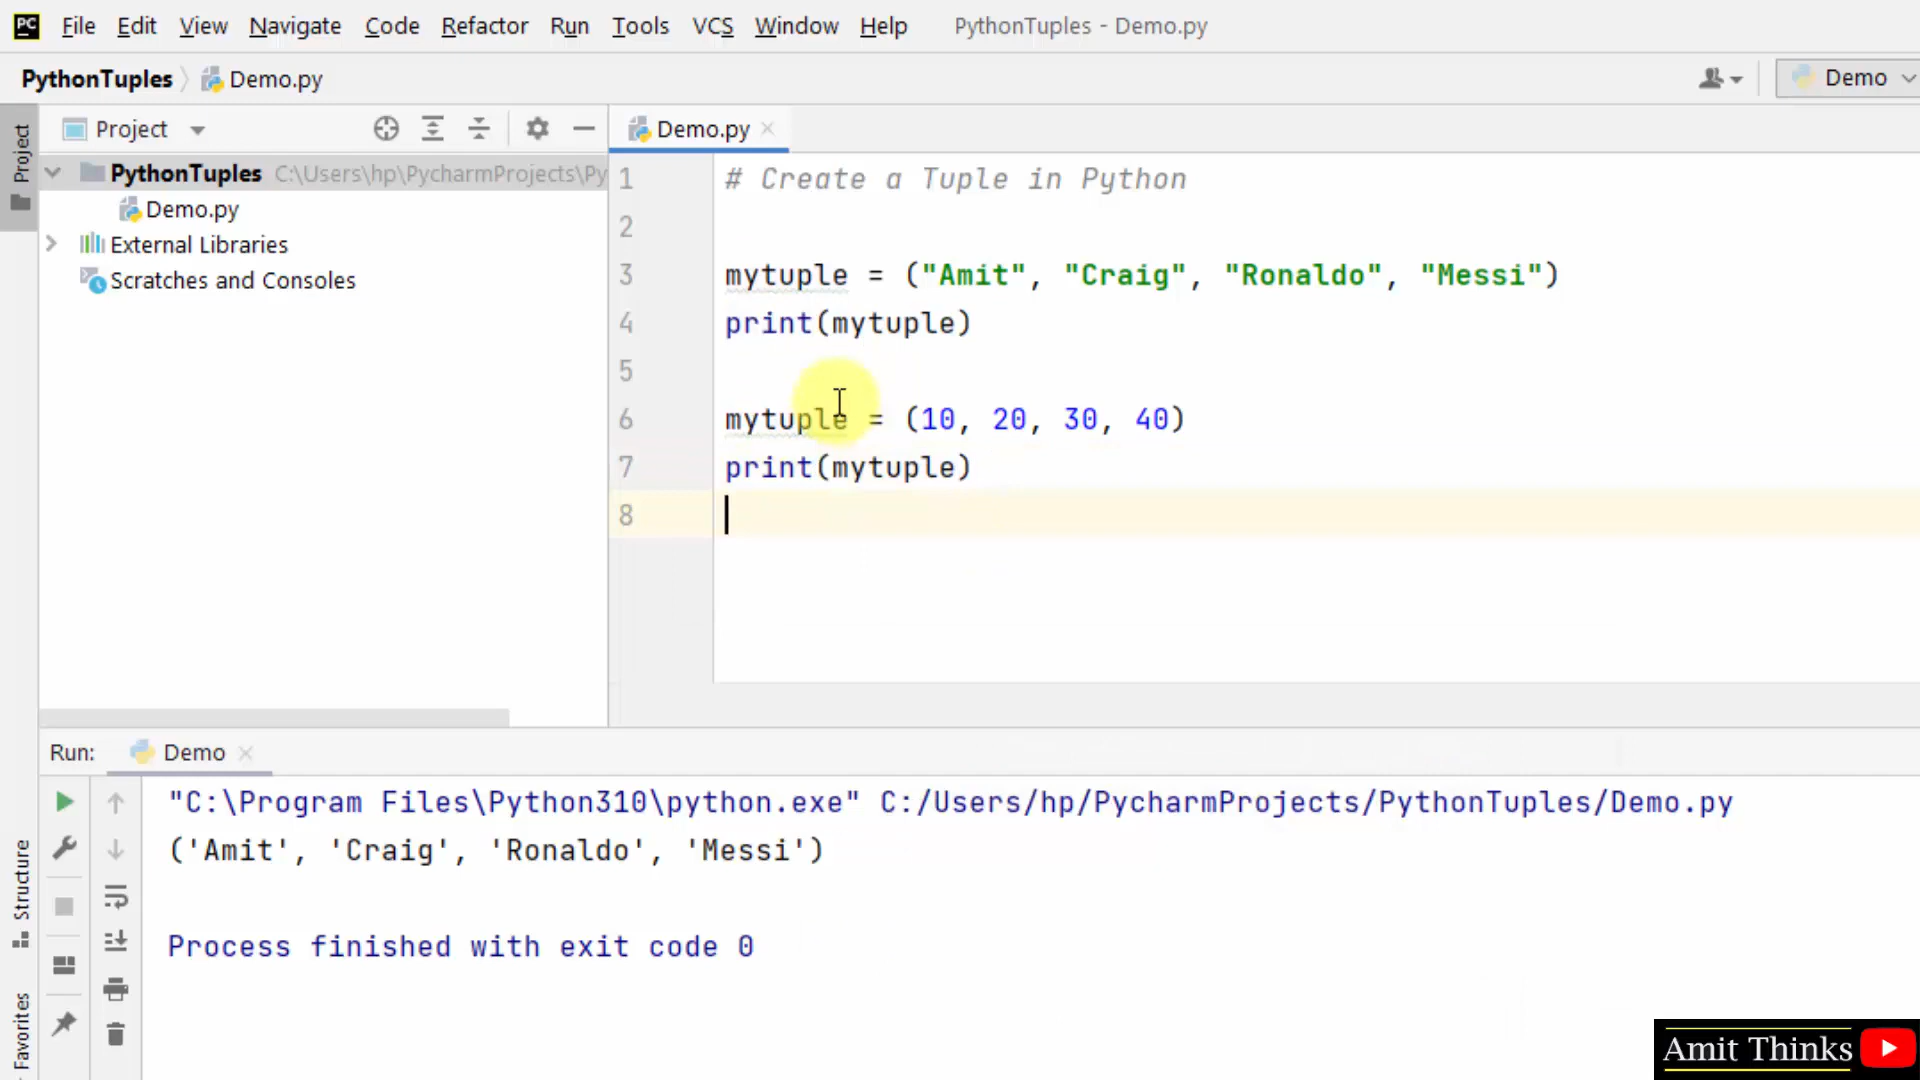 PC File Edit View Navigate Code Refactor Run Tools VCS Window Help PythonTuples - Demo.py
PythonTuples Demo.py Demo
Project
Project
Demo.py
PythonTuples C:\Users\hp\PycharmProjects\Py
Demo.py
External Libraries
Scratches and Consoles
1 # Create a Tuple in Python
2
3 mytuple = ("Amit", "Craig", "Ronaldo", "Messi")
4 print(mytuple)
5
6 mytuple = (10, 20, 30, 40)
7 print(mytuple)
8
Run: Demo
"C:\Program Files\Python310\python.exe" C:/Users/hp/PycharmProjects/PythonTuples/Demo.py
('Amit', 'Craig', 'Ronaldo', 'Messi')
Process finished with exit code 0
Structure
Favorites
Amit Thinks